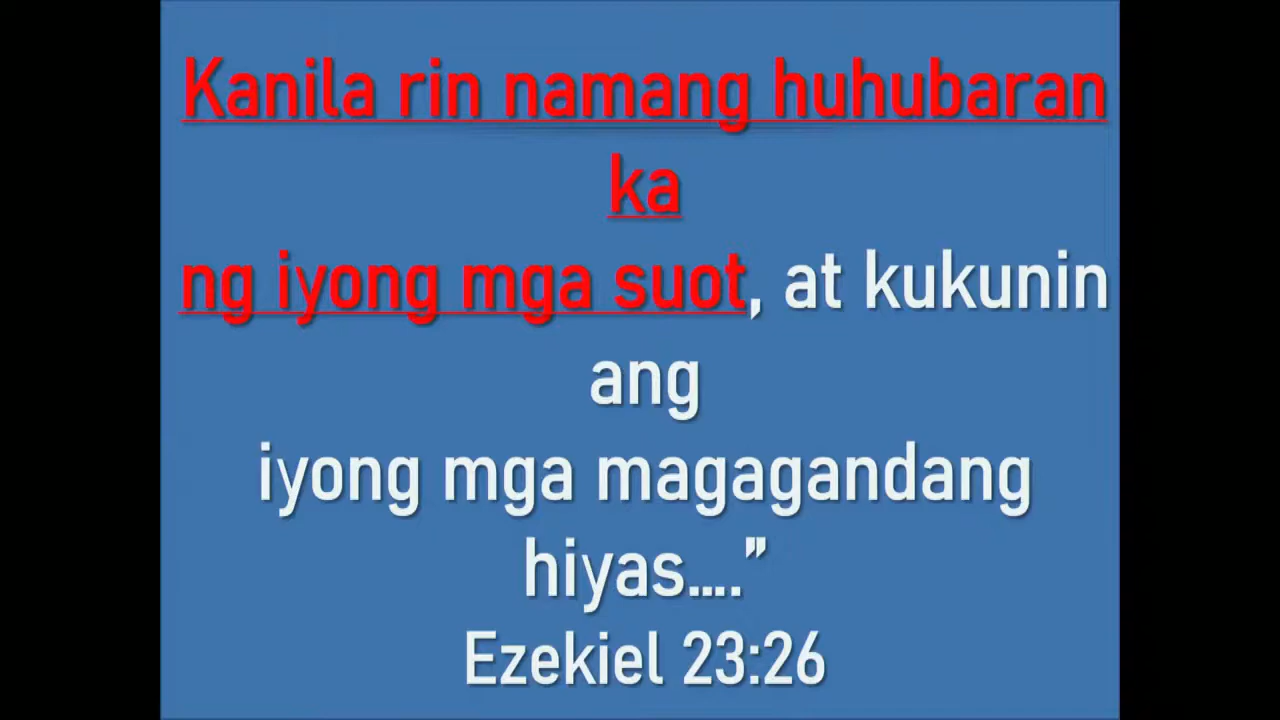 Kanila rin namang huhubaran
ka
ng iyong mga suot, at kukunin
ang
iyong mga magagandang
hiyas....”
Ezekiel 23:26